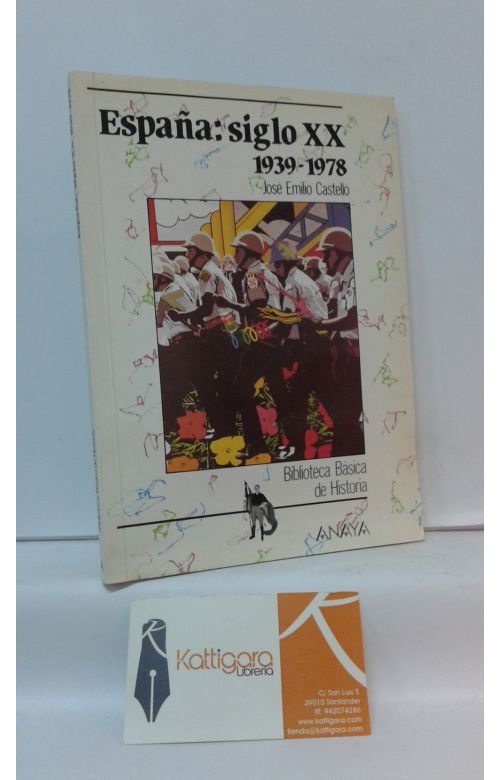 España: siglo XX
1939-1978
José Emilio Castelló
Biblioteca Básica
de Historia
ANAYA
Kattigara
Librería
C/ San Luis 5
39010 Santander
tlf: 942074286
www.kattigara.com
tienda@kattigara.com